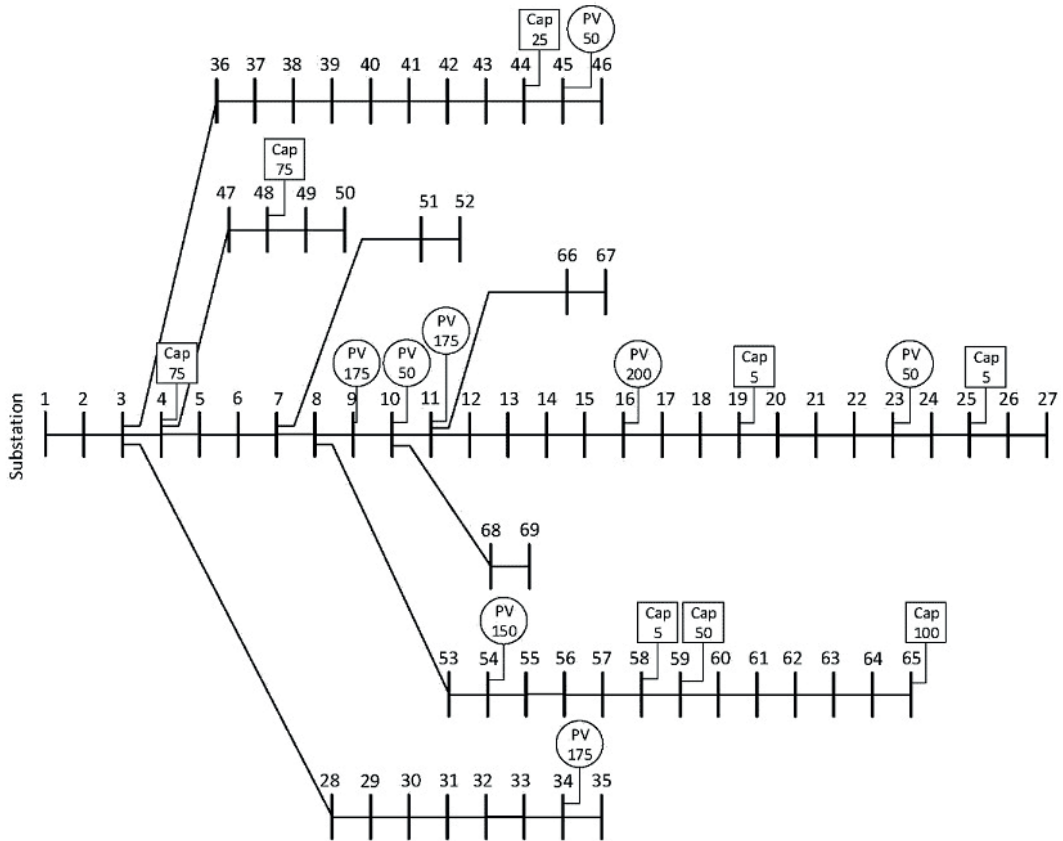 Cap
25
PV
50
36 37 38 39 40 41 42 43 44 45 46
Cap
75
47 48 49 50
51 52
66 67
PV
175
Cap
75
PV
175
PV
50
PV
200
Cap
5
PV
50
Cap
5
1 2 3 4 5 6 7 8 9 10 11 12 13 14 15 16 17 18 19 20 21 22 23 24 25 26 27
Substation
68 69
PV
150
Cap
5
Cap
50
Cap
100
53 54 55 56 57 58 59 60 61 62 63 64 65
PV
175
28 29 30 31 32 33 34 35